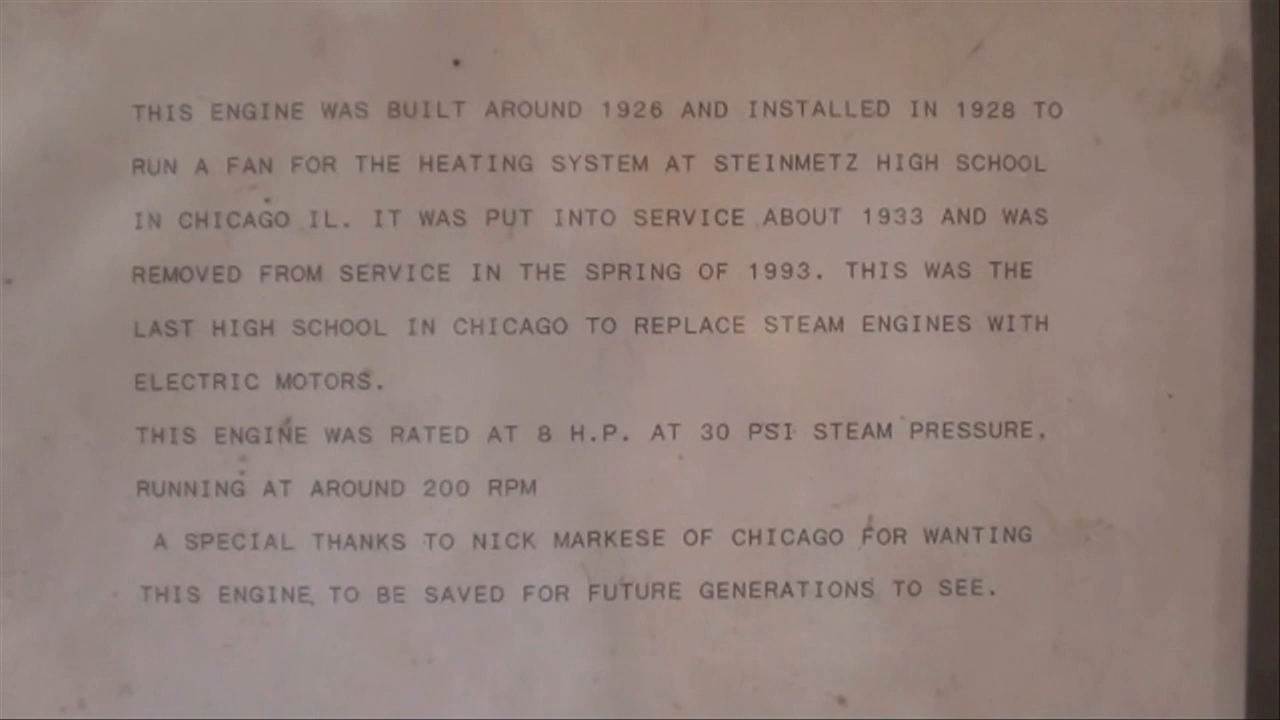 THIS ENGINE WAS BUILT AROUND 1926 AND INSTALLED IN 1928 TO
RUN A FAN FOR THE HEATING SYSTEM AT STEINMETZ HIGH SCHOOL
IN CHICAGO IL. IT WAS PUT INTO SERVICE ABOUT 1933 AND WAS
REMOVED FROM SERVICE IN THE SPRING OF 1993. THIS WAS THE
LAST HIGH SCHOOL IN CHICAGO TO REPLACE STEAM ENGINES WITH
ELECTRIC MOTORS.
THIS ENGINE WAS RATED AT 8 H.P. AT 30 PSI STEAM PRESSURE,
RUNNING AT AROUND 200 RPM
A SPECIAL THANKS TO NICK MARKESE OF CHICAGO FOR WANTING
THIS ENGINE TO BE SAVED FOR FUTURE GENERATIONS TO SEE.